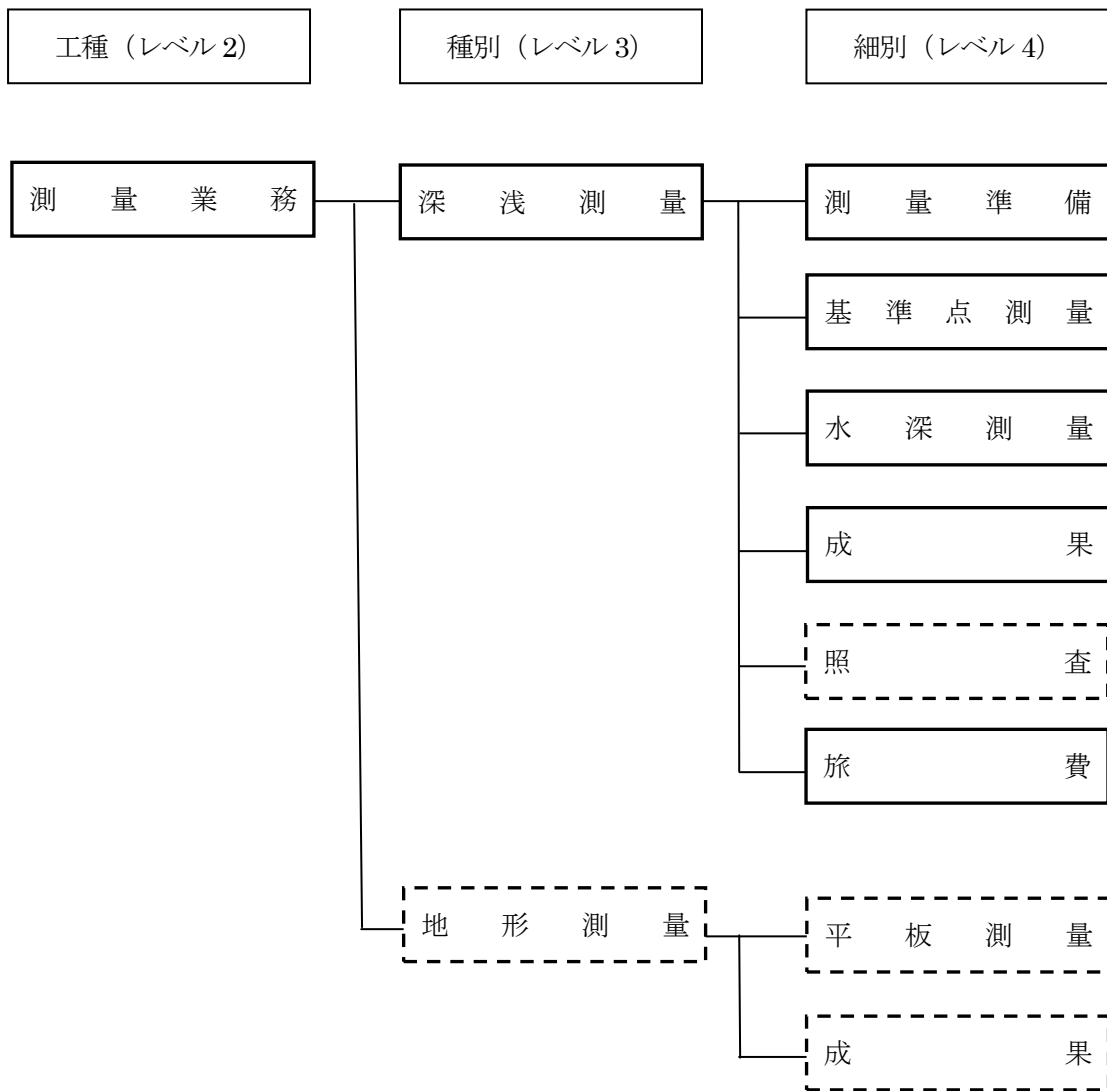 工種（レベル2）
種別（レベル3）
細別（レベル4）
測量業務
深浅測量
測量準備
基準点測量
水深測量
成果
照査
旅費
地形測量
平板測量
成果